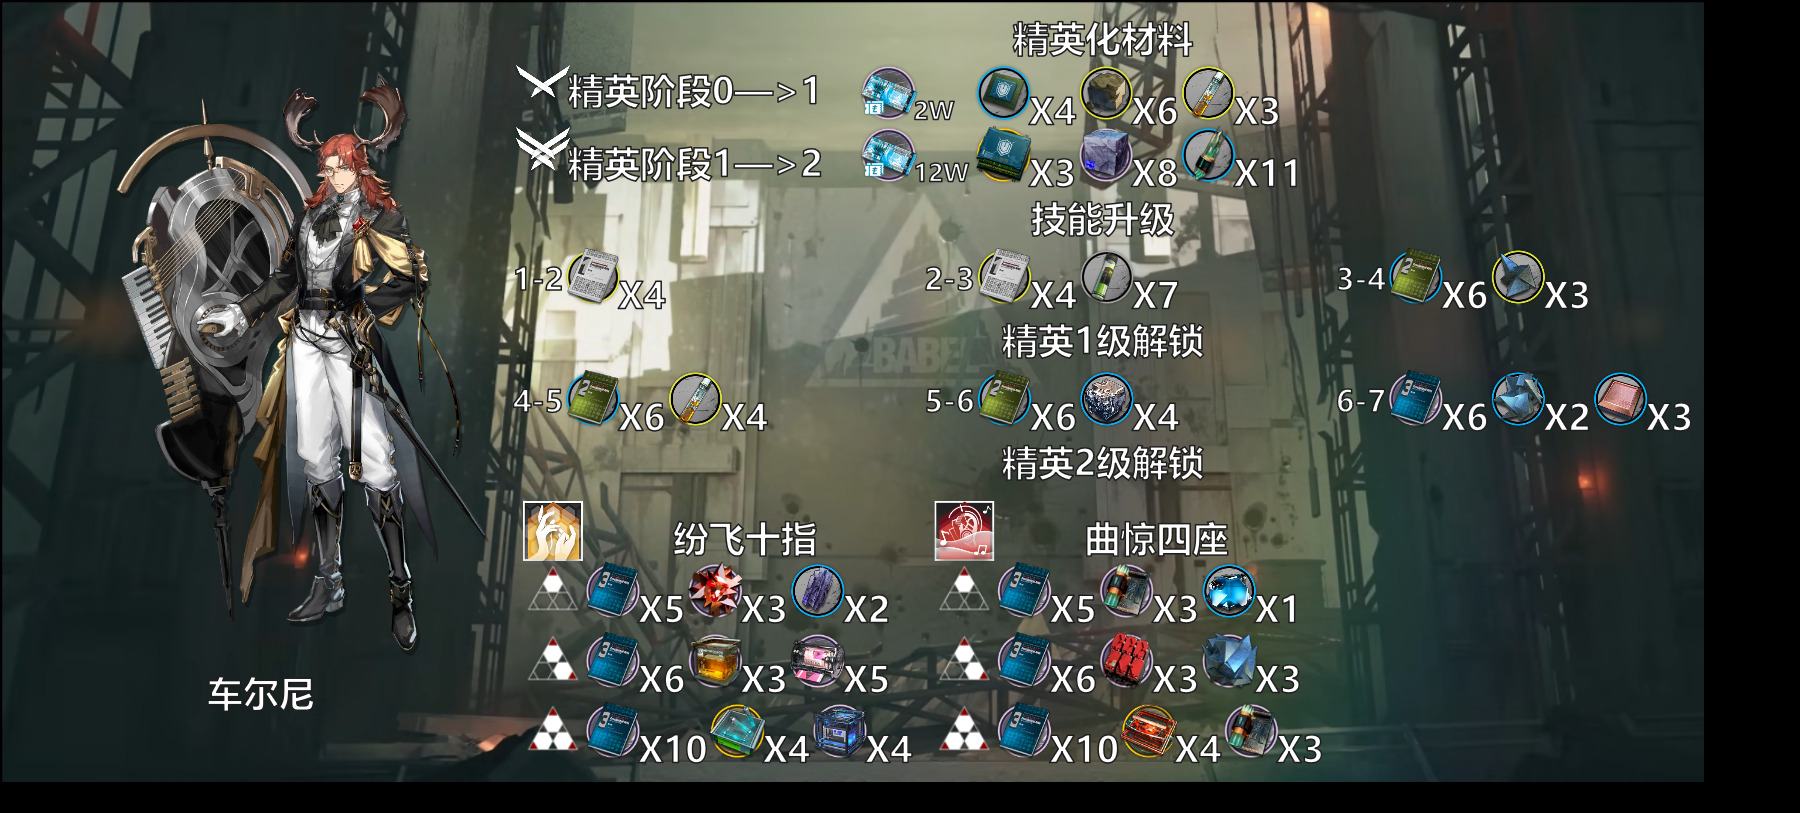 精英化材料
精英阶段0—>1 2W X4 X6 X3
精英阶段1—>2 12W X3 X8 X11
技能升级
1-2 X4 2-3 X4 X7 3-4 X6 X3
BABEL
精英1级解锁
4-5 X6 X4 5-6 X6 X4 6-7 X6 X2 X3
精英2级解锁
纷飞十指 曲惊四座
X5 X3 X2 X5 X3 X1
X6 X3 X5 X6 X3 X3
X10 X4 X4 X10 X4 X3
车尔尼